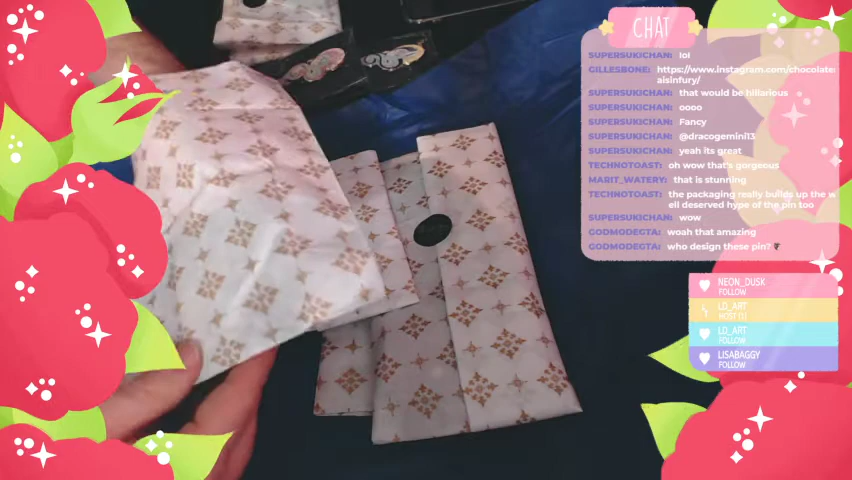 CHAT
SUPERSUKICHAN: lol
GILLESBONE: https://www.instagram.com/chocolate
aisinfury/
SUPERSUKICHAN: that would be hillarious
SUPERSUKICHAN: oooo
SUPERSUKICHAN: Fancy
SUPERSUKICHAN: @dracogemini13
SUPERSUKICHAN: yeah its great
TECHNOTOAST: oh wow that's gorgeous
MARIT_WATERY: that is stunning
TECHNOTOAST: the packaging really builds up the w
ell deserved hype of the pin too
SUPERSUKICHAN: wow
GODMODEGTA: woah that amazing
GODMODEGTA: who design these pin?
NEON_DUSK
FOLLOW
LD_ART
HOST (1)
LD_ART
FOLLOW
LISABAGGY
FOLLOW